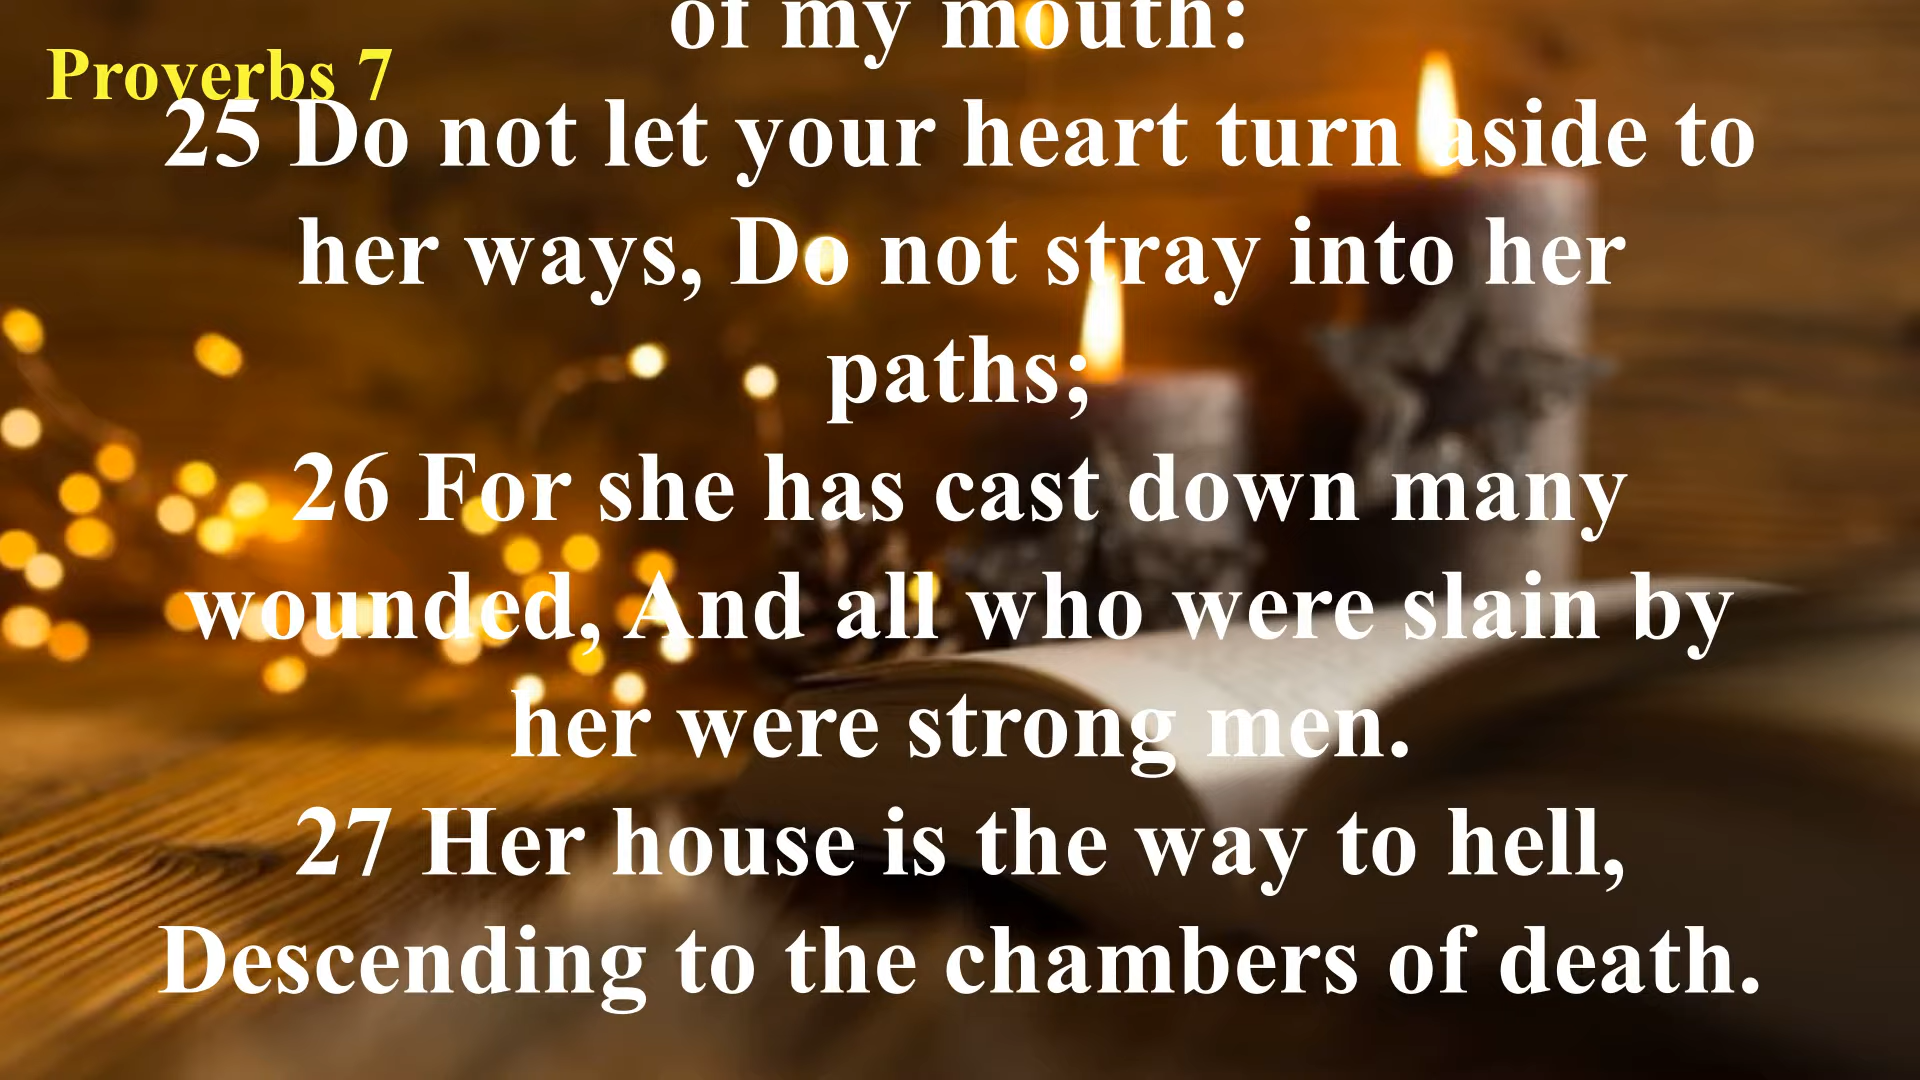 of my mouth:
Proverbs 7
25 Do not let your heart turn aside to
her ways, Do not stray into her
paths;
26 For she has cast down many
wounded, And all who were slain by
her were strong men.
27 Her house is the way to hell,
Descending to the chambers of death.